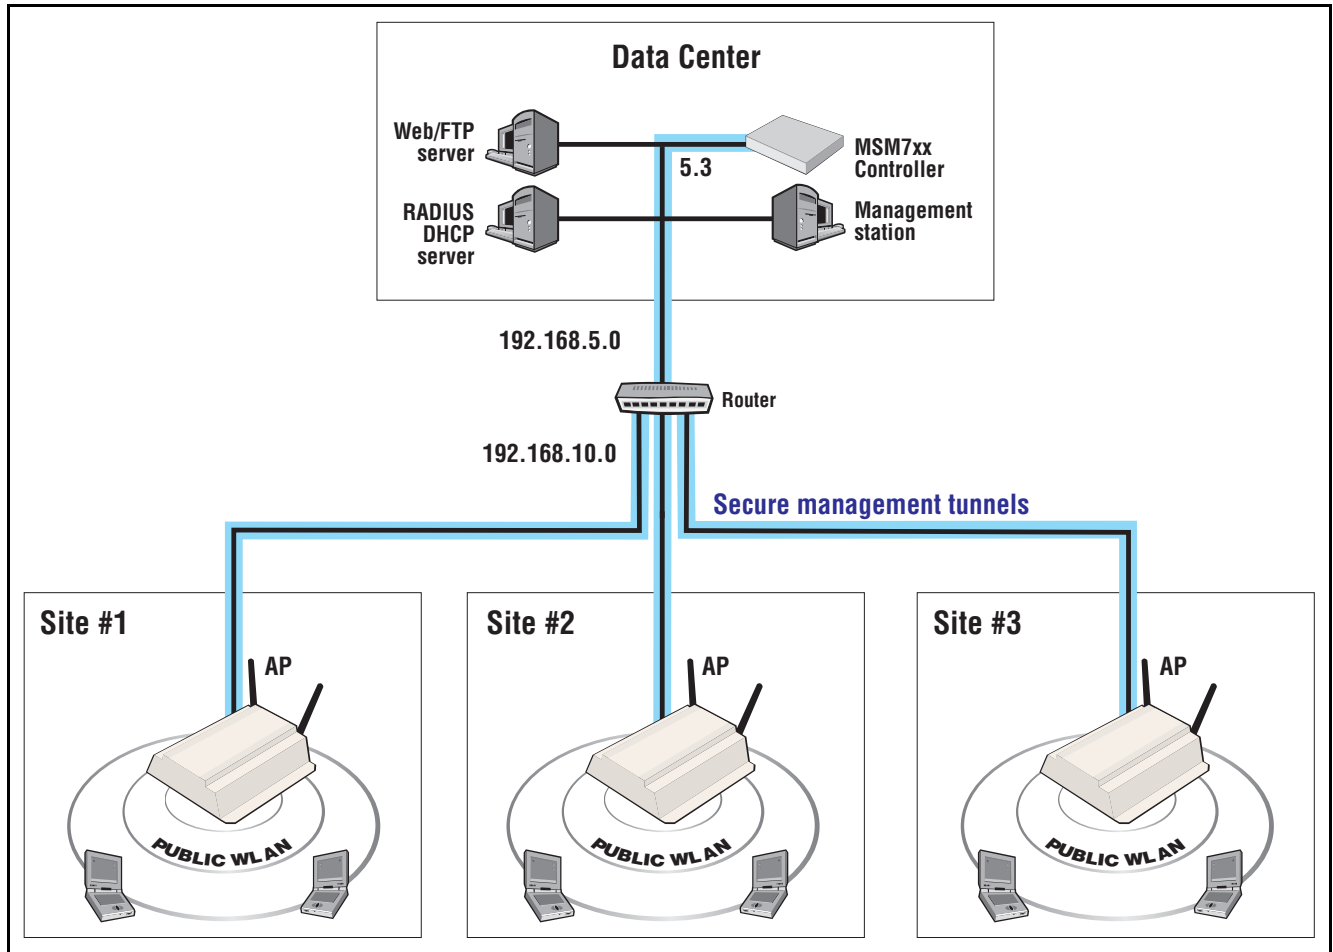 Data Center
Web/FTP
server
5.3
MSM7xx
Controller
RADIUS
DHCP
server
Management
station
192.168.5.0
Router
192.168.10.0
Secure management tunnels
Site #1
AP
PUBLIC WLAN
Site #2
AP
PUBLIC WLAN
Site #3
AP
PUBLIC WLAN